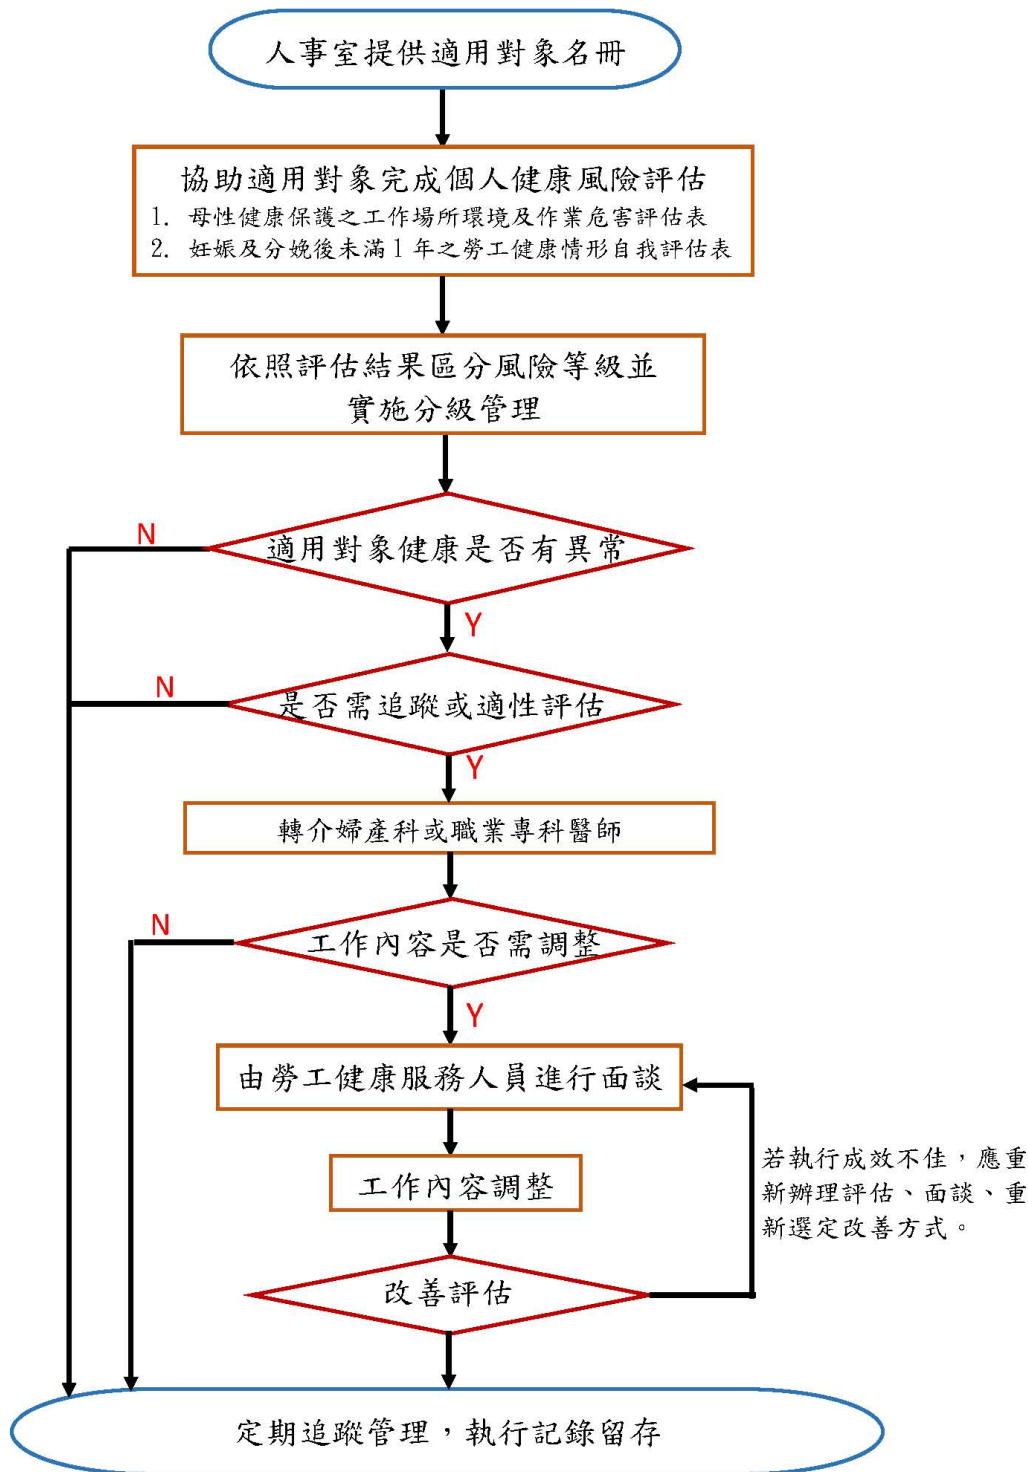 人事室提供適用對象名冊
協助適用對象完成個人健康風險評估
1. 母性健康保護之工作場所環境及作業危害評估表
2. 妊娠及分娩後未滿1年之勞工健康情形自我評估表
依照評估結果區分風險等級並
實施分級管理
適用對象健康是否有異常
N
Y
是否需追蹤或適性評估
N
Y
轉介婦產科或職業專科醫師
工作內容是否需調整
N
Y
由勞工健康服務人員進行面談
工作內容調整
若執行成效不佳，應重
新辦理評估、面談、重
新選定改善方式。
改善評估
定期追蹤管理，執行記錄留存